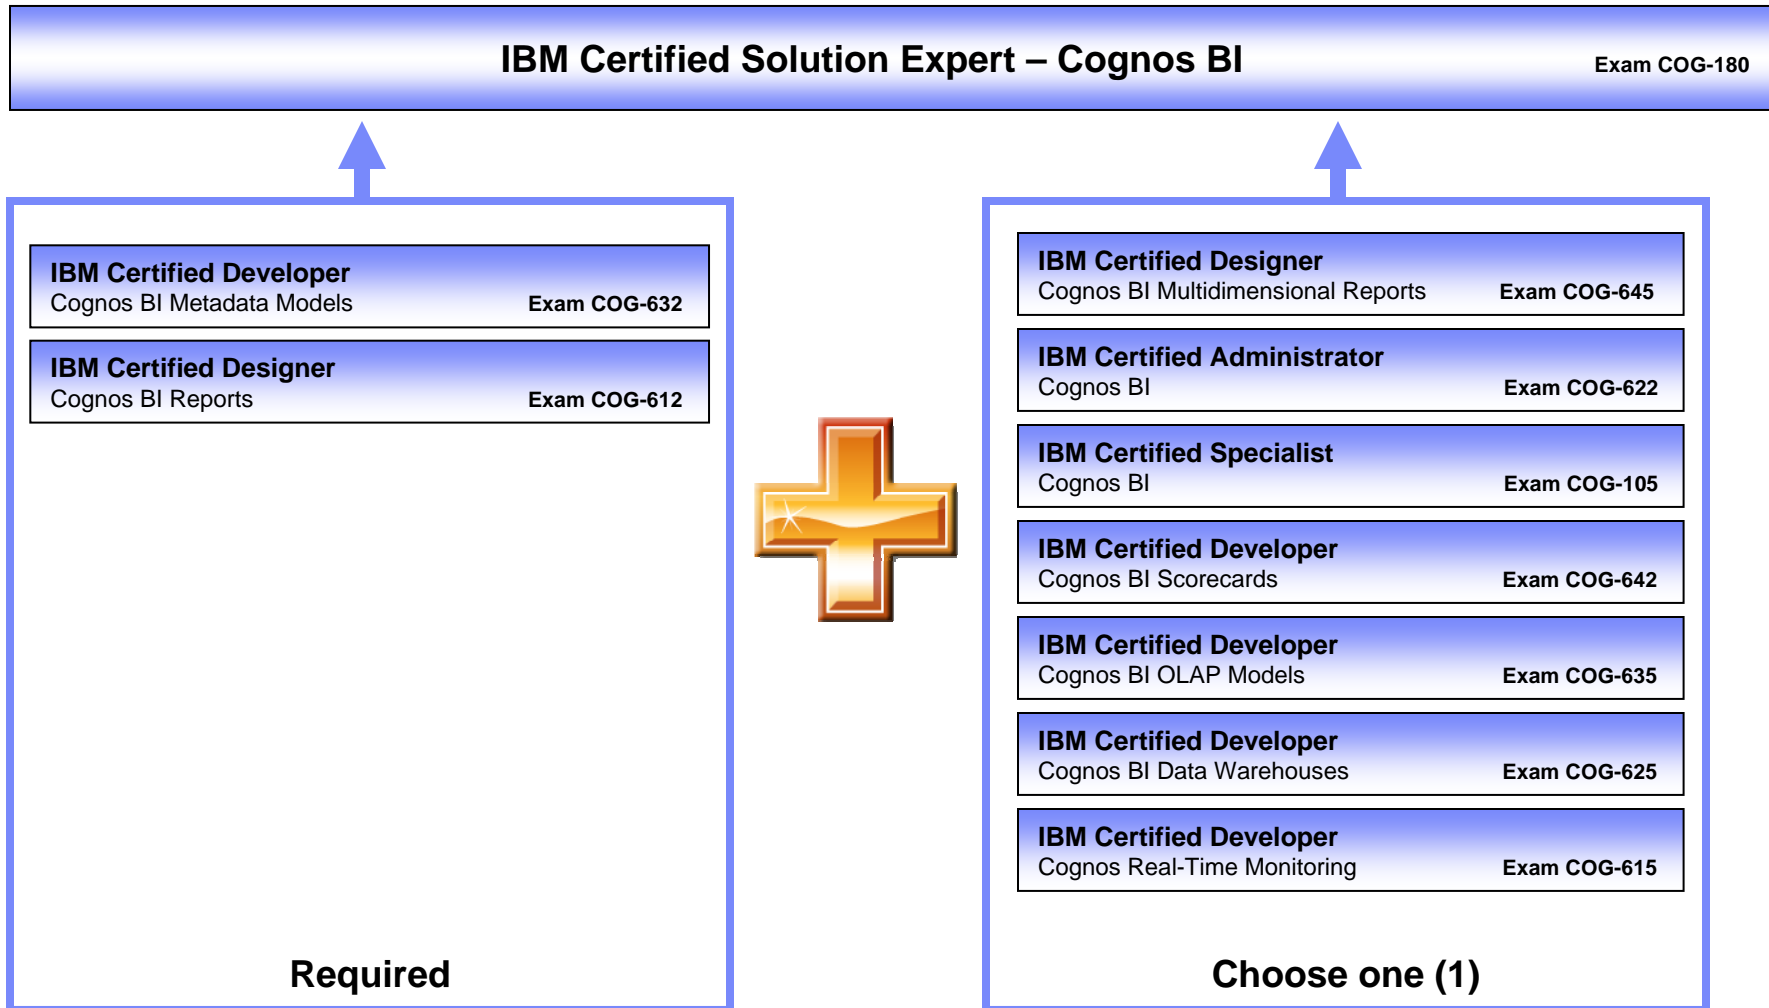 IBM Certified Solution Expert – Cognos BI Exam COG-180
IBM Certified Developer
Cognos BI Metadata Models Exam COG-632
IBM Certified Designer
Cognos BI Reports Exam COG-612
Required
IBM Certified Designer
Cognos BI Multidimensional Reports Exam COG-645
IBM Certified Administrator
Cognos BI Exam COG-622
IBM Certified Specialist
Cognos BI Exam COG-105
IBM Certified Developer
Cognos BI Scorecards Exam COG-642
IBM Certified Developer
Cognos BI OLAP Models Exam COG-635
IBM Certified Developer
Cognos BI Data Warehouses Exam COG-625
IBM Certified Developer
Cognos Real-Time Monitoring Exam COG-615
Choose one (1)